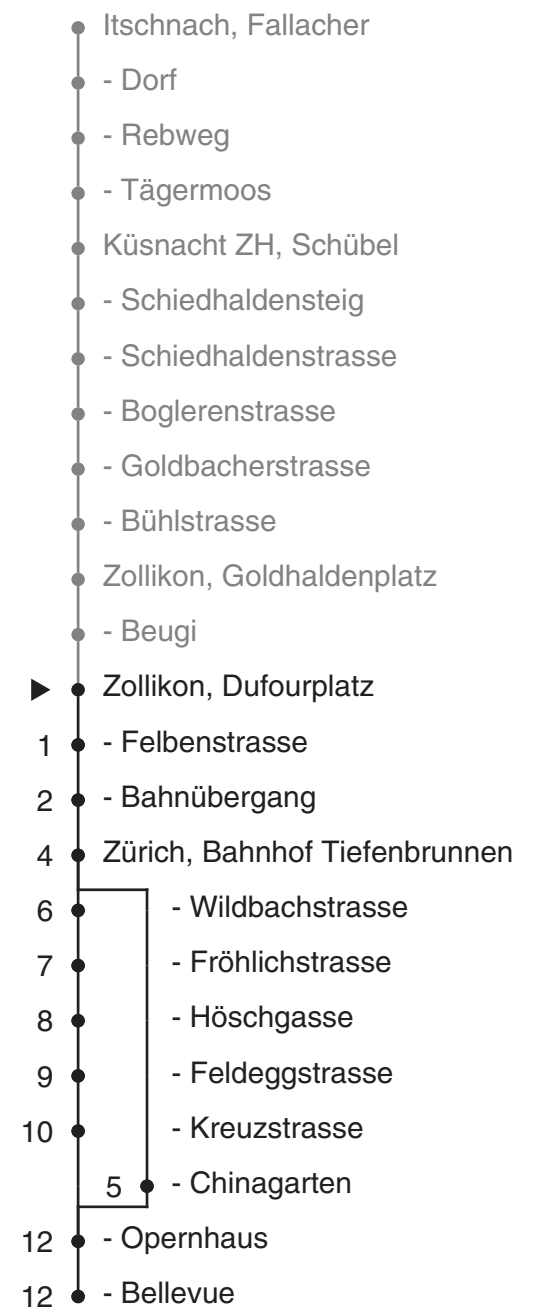 Itschnach, Fallacher
- Dorf
- Rebweg
- Tägermoos
Küsnacht ZH, Schübel
- Schiedhaldensteig
- Schiedhaldenstrasse
- Boglerenstrasse
- Goldbacherstrasse
- Bühlstrasse
Zollikon, Goldhaldenplatz
- Beugi
Zollikon, Dufourplatz
1 - Felbenstrasse
2 - Bahnübergang
4 Zürich, Bahnhof Tiefenbrunnen
6 - Wildbachstrasse
7 - Fröhlichstrasse
8 - Höschgasse
9 - Feldeggstrasse
10 - Kreuzstrasse
5 - Chinagarten
12 - Opernhaus
12 - Bellevue